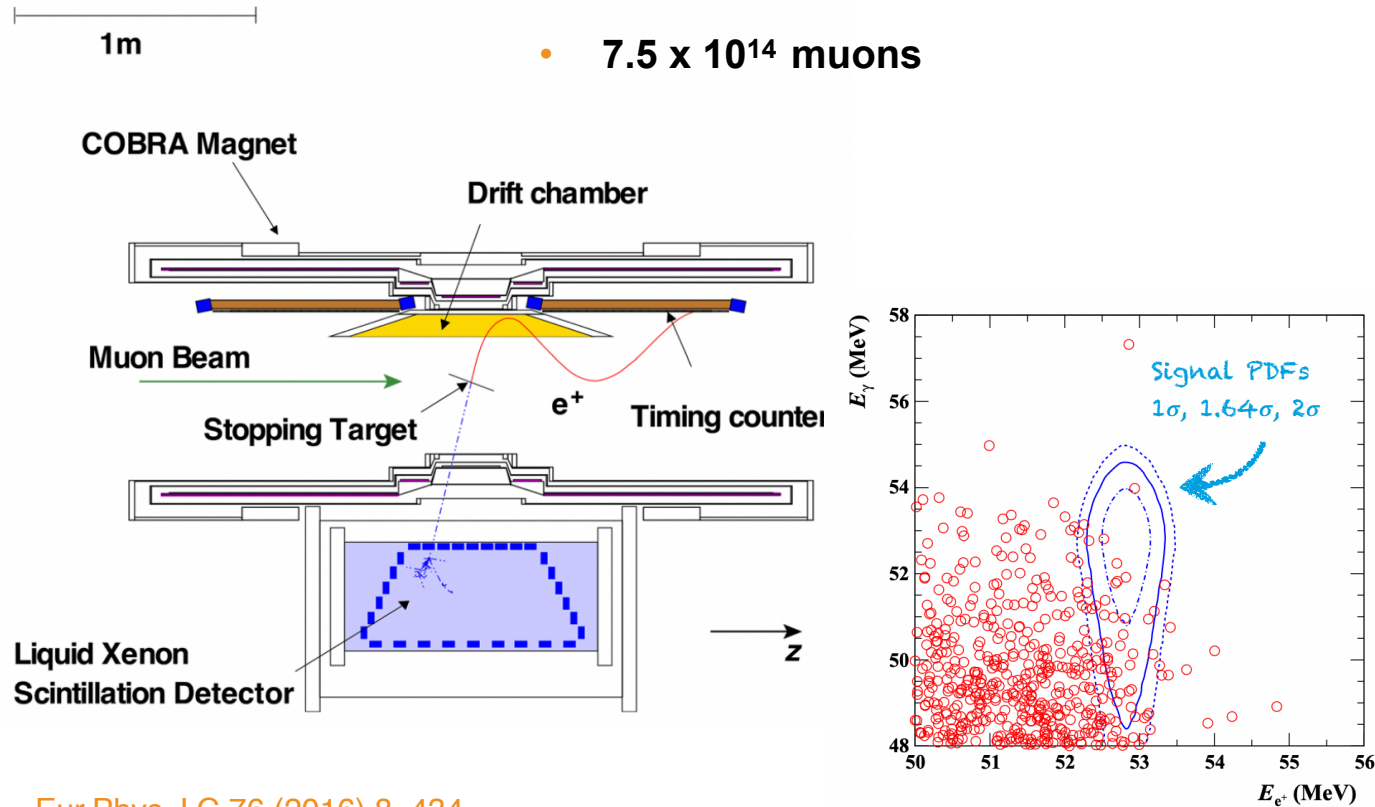 1m
• 7.5 x 10¹⁴ muons
COBRA Magnet
Drift chamber
Muon Beam
Stopping Target
e⁺
Timing counter
Liquid Xenon
Scintillation Detector
z
Signal PDFs
1σ, 1.64σ, 2σ
Eγ (MeV)
58
56
54
52
50
48
50 51 52 53 54 55 56
Ee⁺ (MeV)